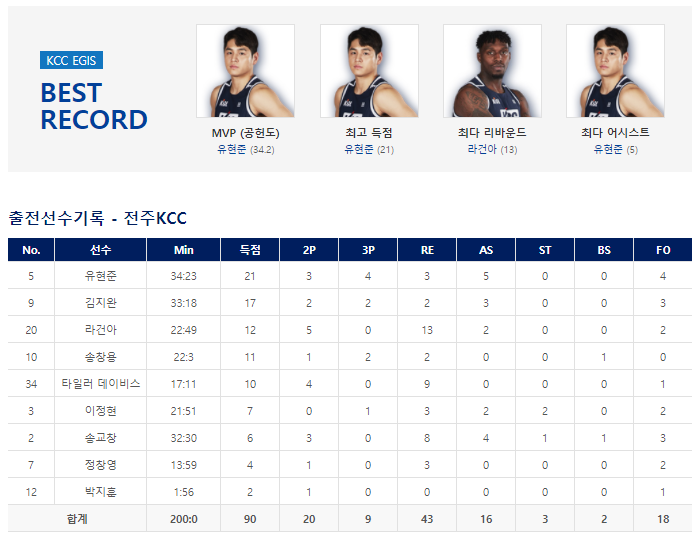 KCC EGIS
BEST
RECORD
MVP (공헌도)
유현준 (34.2)
최고 득점
유현준 (21)
최다 리바운드
라건아 (13)
최다 어시스트
유현준 (5)
출전선수기록 - 전주KCC
No. 선수 Min 득점 2P 3P RE AS ST BS FO
5 유현준 34:23 21 3 4 3 5 0 0 4
9 김지완 33:18 17 2 2 2 3 0 0 3
20 라건아 22:49 12 5 0 13 2 0 0 2
10 송창용 22:3 11 1 2 2 0 0 1 0
34 타일러 데이비스 17:11 10 4 0 9 0 0 0 1
3 이정현 21:51 7 0 1 3 2 2 0 2
2 송교창 32:30 6 3 0 8 4 1 1 3
7 정창영 13:59 4 1 0 3 0 0 0 2
12 박지훈 1:56 2 1 0 0 0 0 0 1
합계 200:0 90 20 9 43 16 3 2 18